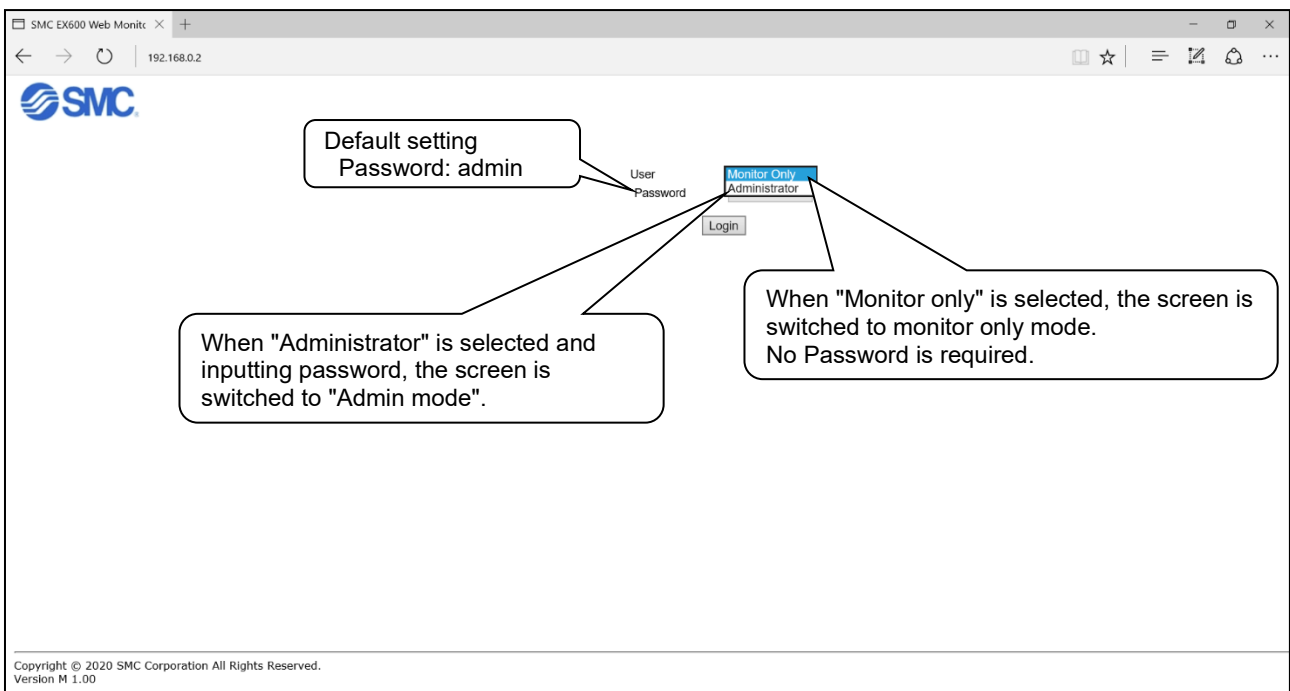 SMC EX600 Web Monitc
192.168.0.2
SMC
Default setting
Password: admin
User
Monitor Only
Administrator
Password
Login
When "Administrator" is selected and
inputting password, the screen is
switched to "Admin mode".
When "Monitor only" is selected, the screen is
switched to monitor only mode.
No Password is required.
Copyright © 2020 SMC Corporation All Rights Reserved.
Version M 1.00